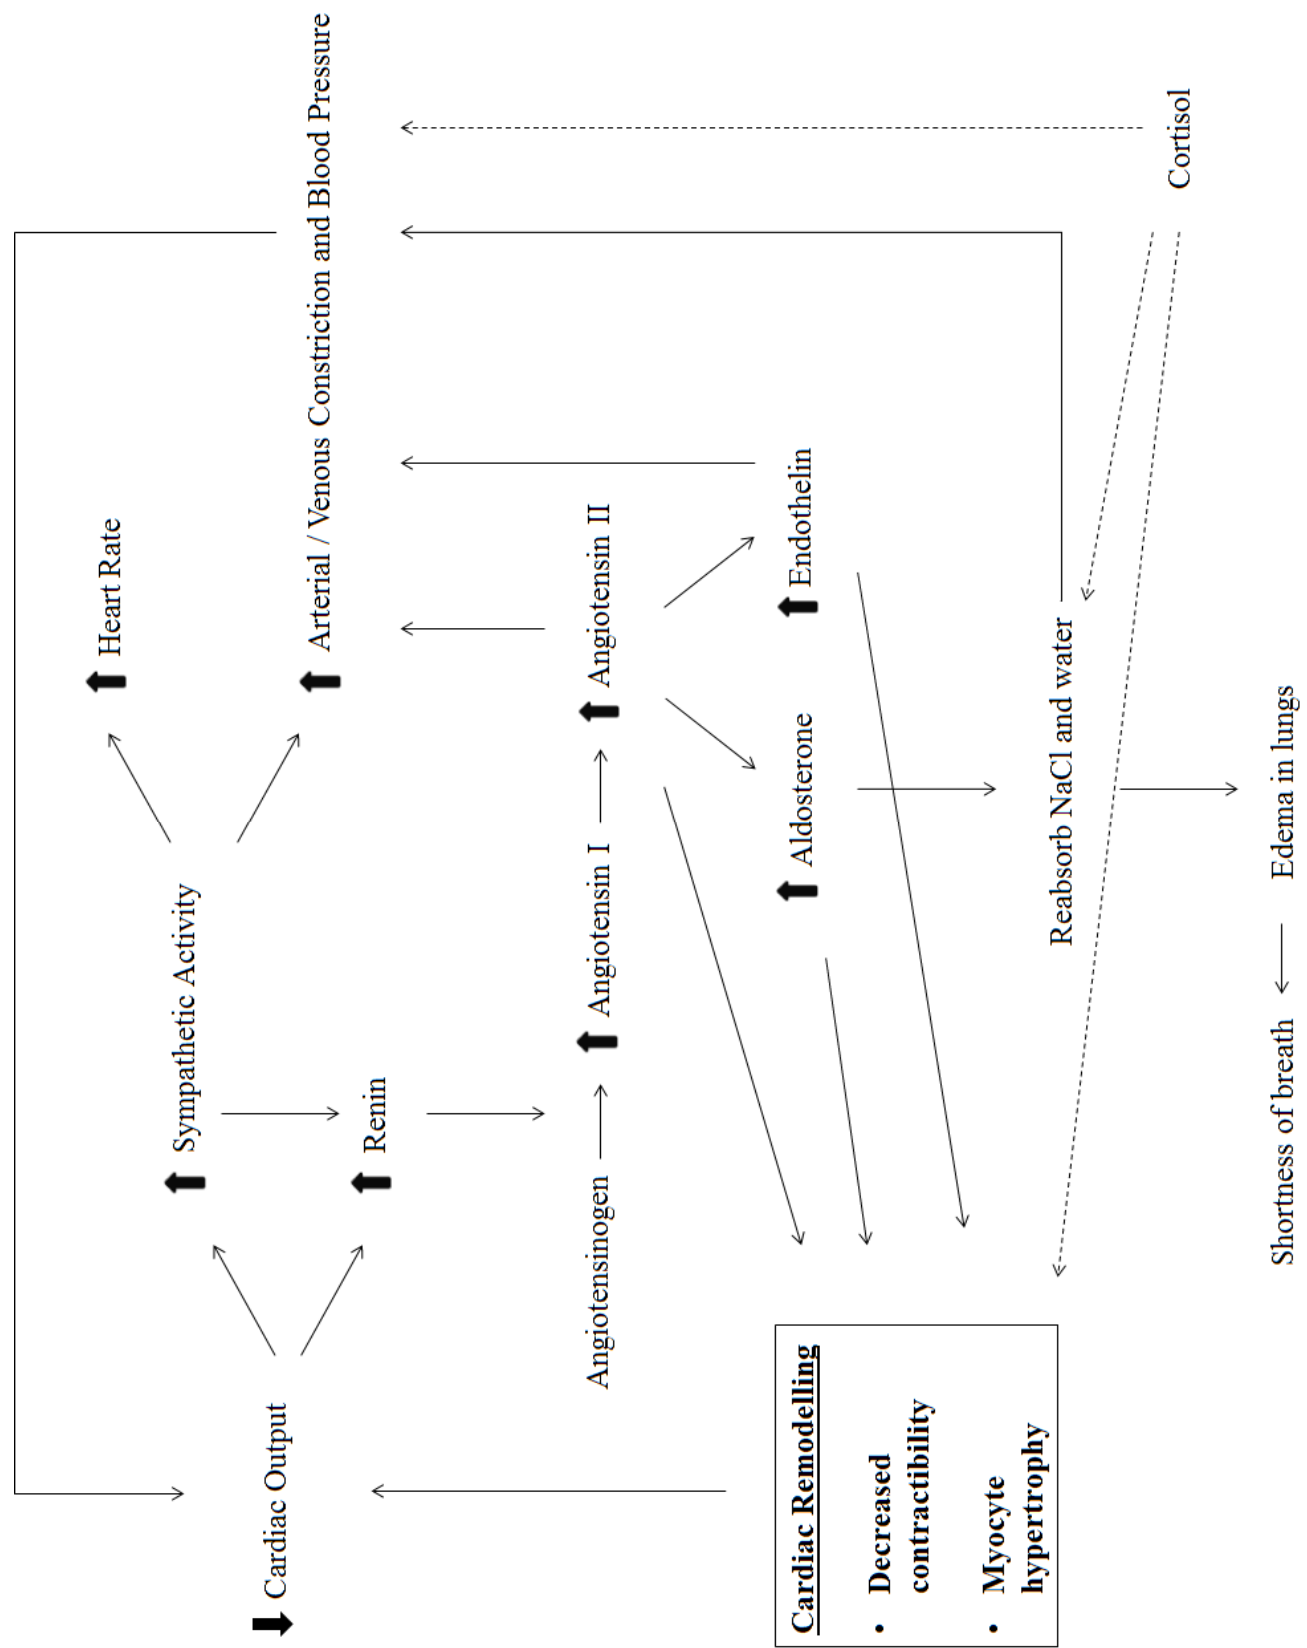 Heart Rate
Sympathetic Activity
Cardiac Output
Arterial / Venous Constriction and Blood Pressure
Renin
Angiotensinogen
Angiotensin I
Angiotensin II
Aldosterone
Endothelin
Cardiac Remodelling
• Decreased
contractibility
• Myocyte
hypertrophy
Reabsorb NaCl and water
Cortisol
Shortness of breath
Edema in lungs